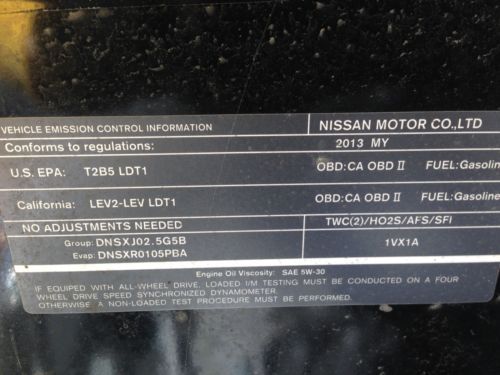 VEHICLE EMISSION CONTROL INFORMATION NISSAN MOTOR CO.,LTD
Conforms to regulations: 2013 MY
U.S. EPA: T2B5 LDT1 OBD:CA OBD II FUEL:Gasoline
California: LEV2-LEV LDT1 OBD:CA OBD II FUEL:Gasoline
NO ADJUSTMENTS NEEDED TWC(2)/HO2S/AFS/SFI
Group: DNSXJ02.5G5B 1VX1A
Evap: DNSXR0105PBA
Engine Oil Viscosity: SAE 5W-30
IF EQUIPPED WITH ALL-WHEEL DRIVE, LOADED I/M TESTING MUST BE CONDUCTED ON A FOUR
WHEEL DRIVE SPEED SYNCHRONIZED DYNAMOMETER.
OTHERWISE A NON-LOADED TEST PROCEDURE MUST BE USED.